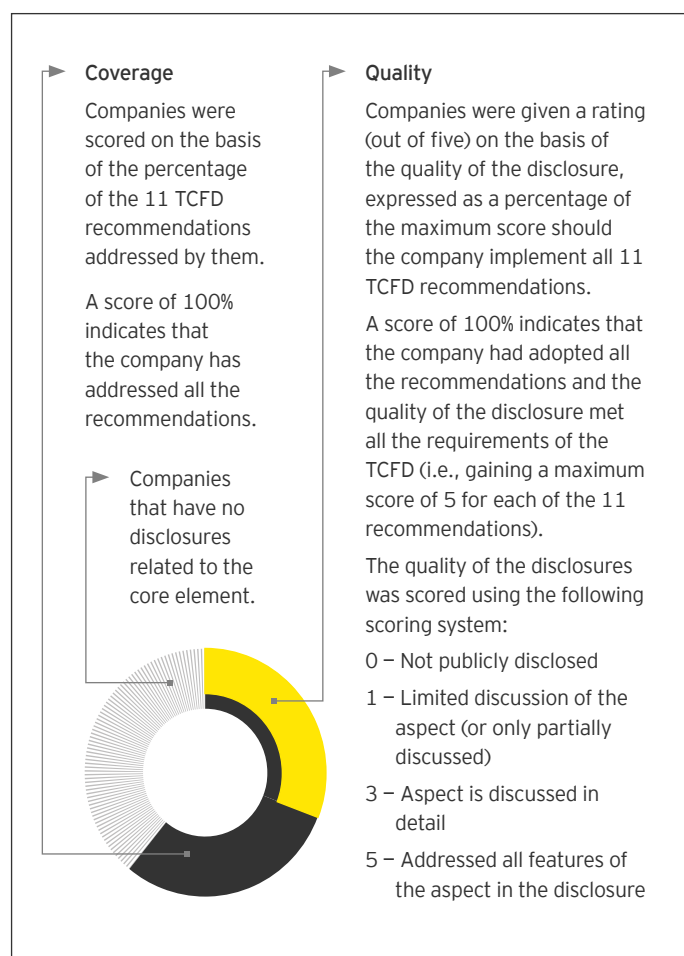 Coverage
Companies were
scored on the basis
of the percentage
of the 11 TCFD
recommendations
addressed by them.
A score of 100%
indicates that
the company has
addressed all the
recommendations.
Companies
that have no
disclosures
related to the
core element.
Quality
Companies were given a rating
(out of five) on the basis of
the quality of the disclosure,
expressed as a percentage of
the maximum score should
the company implement all 11
TCFD recommendations.
A score of 100% indicates that
the company had adopted all
the recommendations and the
quality of the disclosure met
all the requirements of the
TCFD (i.e., gaining a maximum
score of 5 for each of the 11
recommendations).
The quality of the disclosures
was scored using the following
scoring system:
0 – Not publicly disclosed
1 – Limited discussion of the
aspect (or only partially
discussed)
3 – Aspect is discussed in
detail
5 – Addressed all features of
the aspect in the disclosure